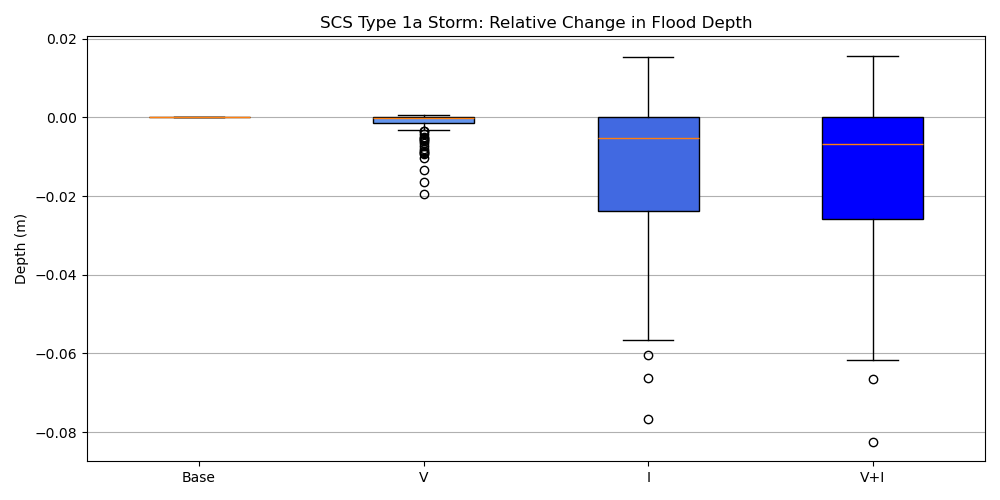 SCS Type 1a Storm: Relative Change in Flood Depth
Depth (m)
0.02
0.00
−0.02
−0.04
−0.06
−0.08
Base
V
I
V+I